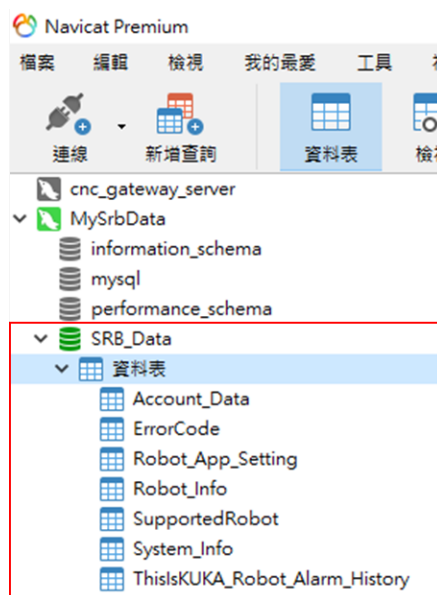 Navicat Premium
檔案 編輯 檢視 我的最愛 工具
連線 新增查詢 資料表
cnc_gateway_server
MySrbData
information_schema
mysql
performance_schema
SRB_Data
資料表
Account_Data
ErrorCode
Robot_App_Setting
Robot_Info
SupportedRobot
System_Info
ThisIsKUKA_Robot_Alarm_History